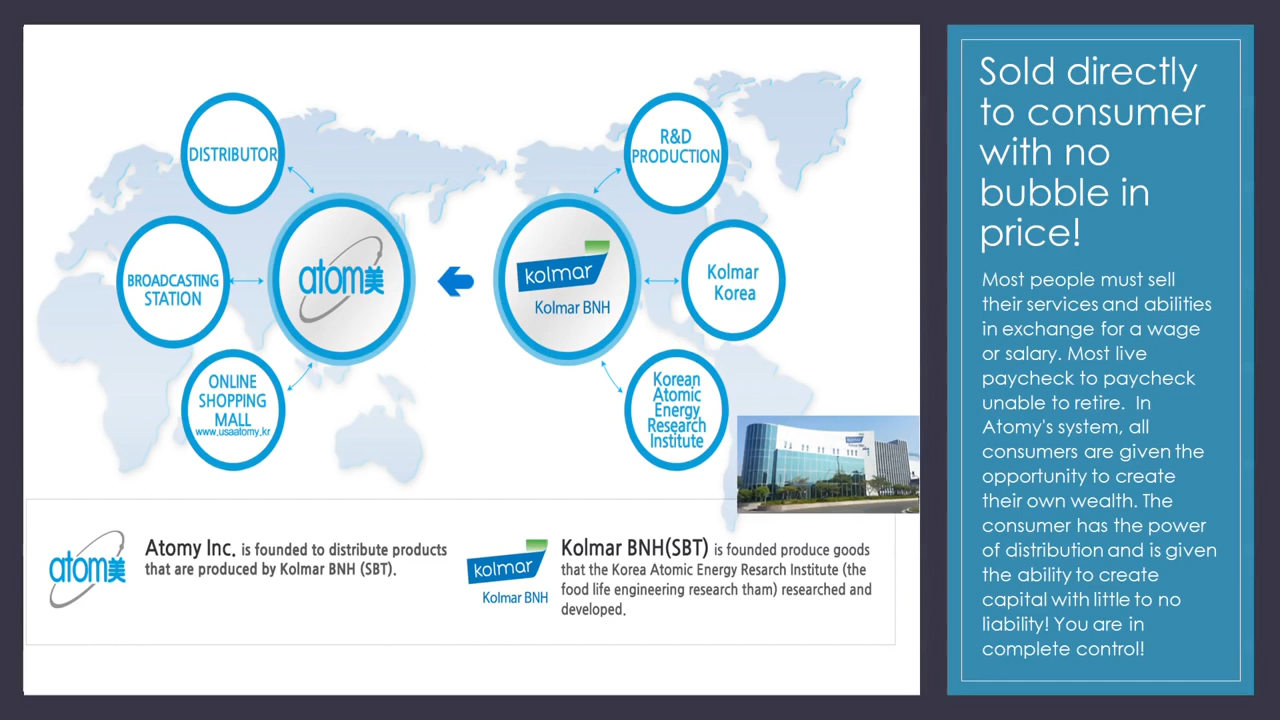 DISTRIBUTOR
BROADCASTING
STATION
ONLINE
SHOPPING
MALL
www.usaatomy.kr
atom美
kolmar
Kolmar BNH
R&D
PRODUCTION
Kolmar
Korea
Korean
Atomic
Energy
Research
Institute
atom美
Atomy Inc. is founded to distribute products
that are produced by Kolmar BNH (SBT).
kolmar
Kolmar BNH
Kolmar BNH(SBT) is founded produce goods
that the Korea Atomic Energy Resarch Institute (the
food life engineering research tham) researched and
developed.
Sold directly
to consumer
with no
bubble in
price!
Most people must sell
their services and abilities
in exchange for a wage
or salary. Most live
paycheck to paycheck
unable to retire.  In
Atomy's system, all
consumers are given the
opportunity to create
their own wealth. The
consumer has the power
of distribution and is given
the ability to create
capital with little to no
liability! You are in
complete control!